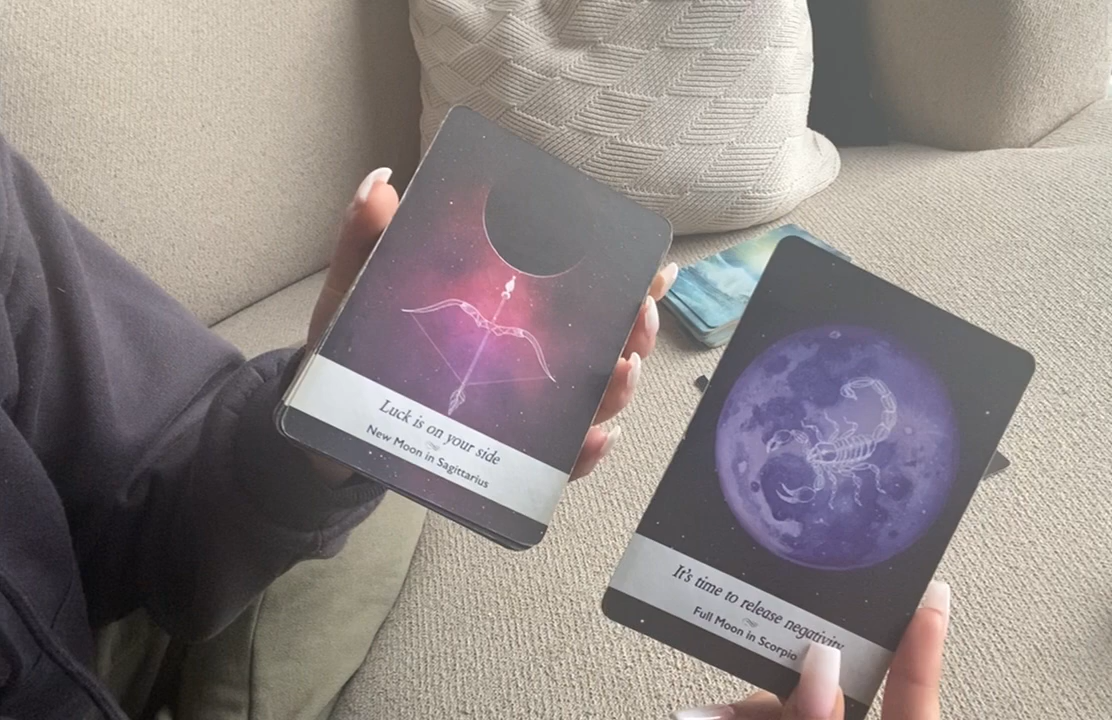 Luck is on your side
New Moon in Sagittarius
It's time to release negativity
Full Moon in Scorpio